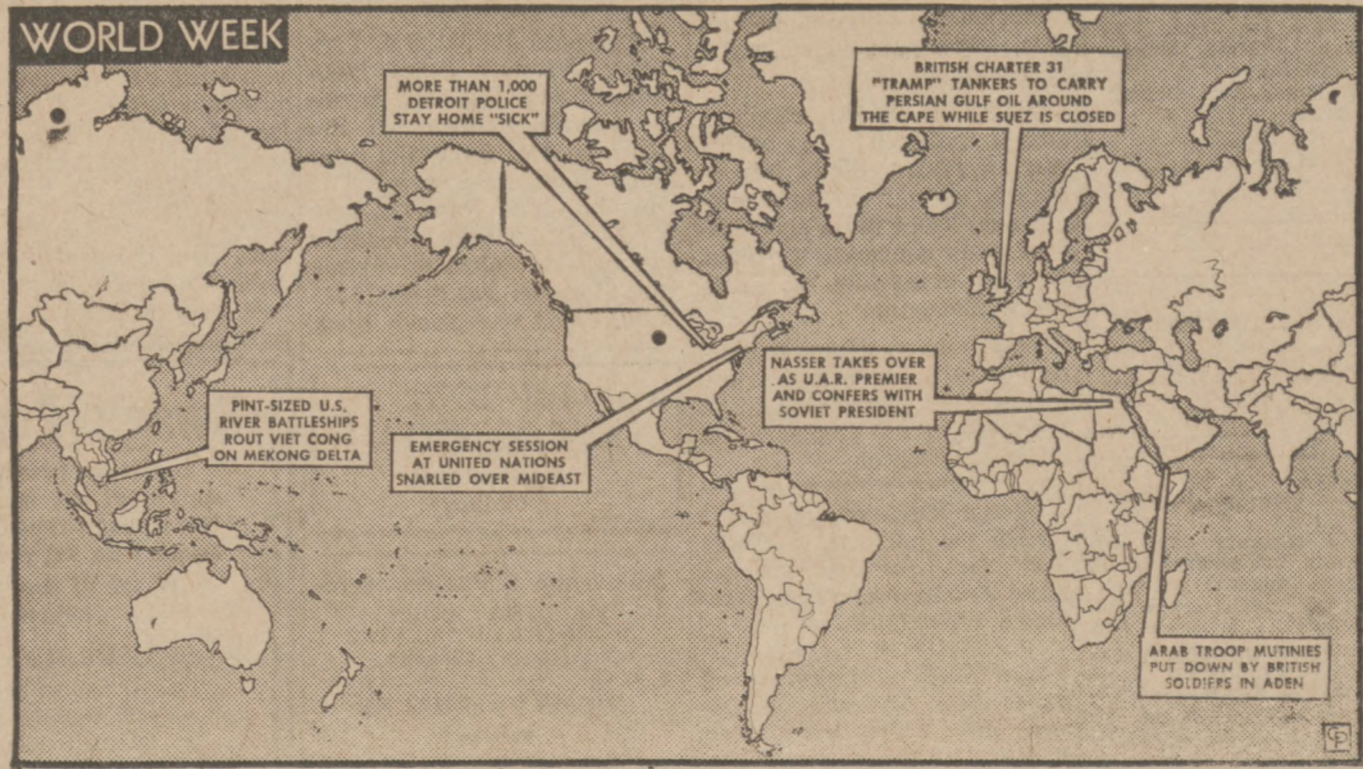 WORLD WEEK
MORE THAN 1,000
DETROIT POLICE
STAY HOME "SICK"
BRITISH CHARTER 31
"TRAMP" TANKERS TO CARRY
PERSIAN GULF OIL AROUND
THE CAPE WHILE SUEZ IS CLOSED
NASSER TAKES OVER
AS U.A.R. PREMIER
AND CONFERS WITH
SOVIET PRESIDENT
PINT-SIZED U.S.
RIVER BATTLESHIPS
ROUT VIET CONG
ON MEKONG DELTA
EMERGENCY SESSION
AT UNITED NATIONS
SNARLED OVER MIDEAST
ARAB TROOP MUTINIES
PUT DOWN BY BRITISH
SOLDIERS IN ADEN
CP